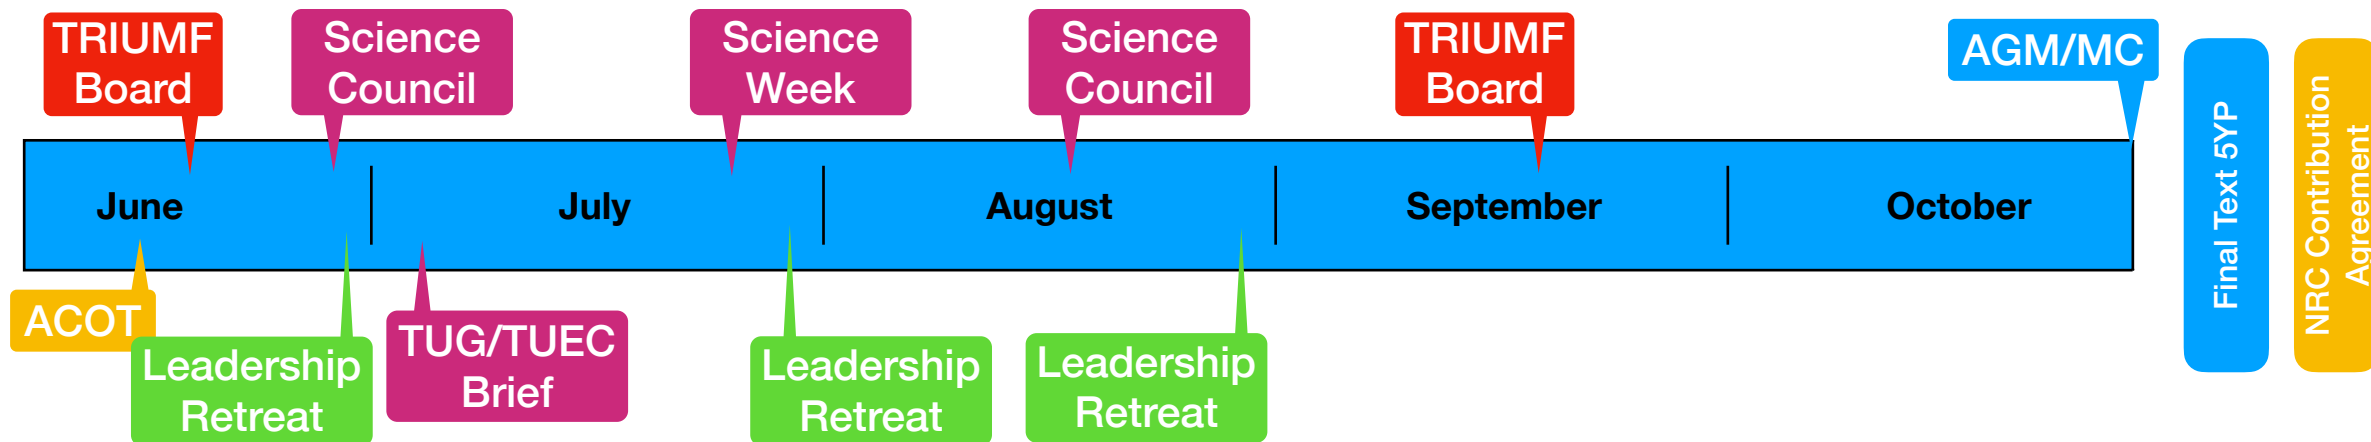 TRIUMF
Board
Science
Council
Science
Week
Science
Council
TRIUMF
Board
AGM/MC
June
July
August
September
October
ACOT
Leadership
Retreat
TUG/TUEC
Brief
Leadership
Retreat
Leadership
Retreat
Final Text 5YP
NRC Contribution
Agreement